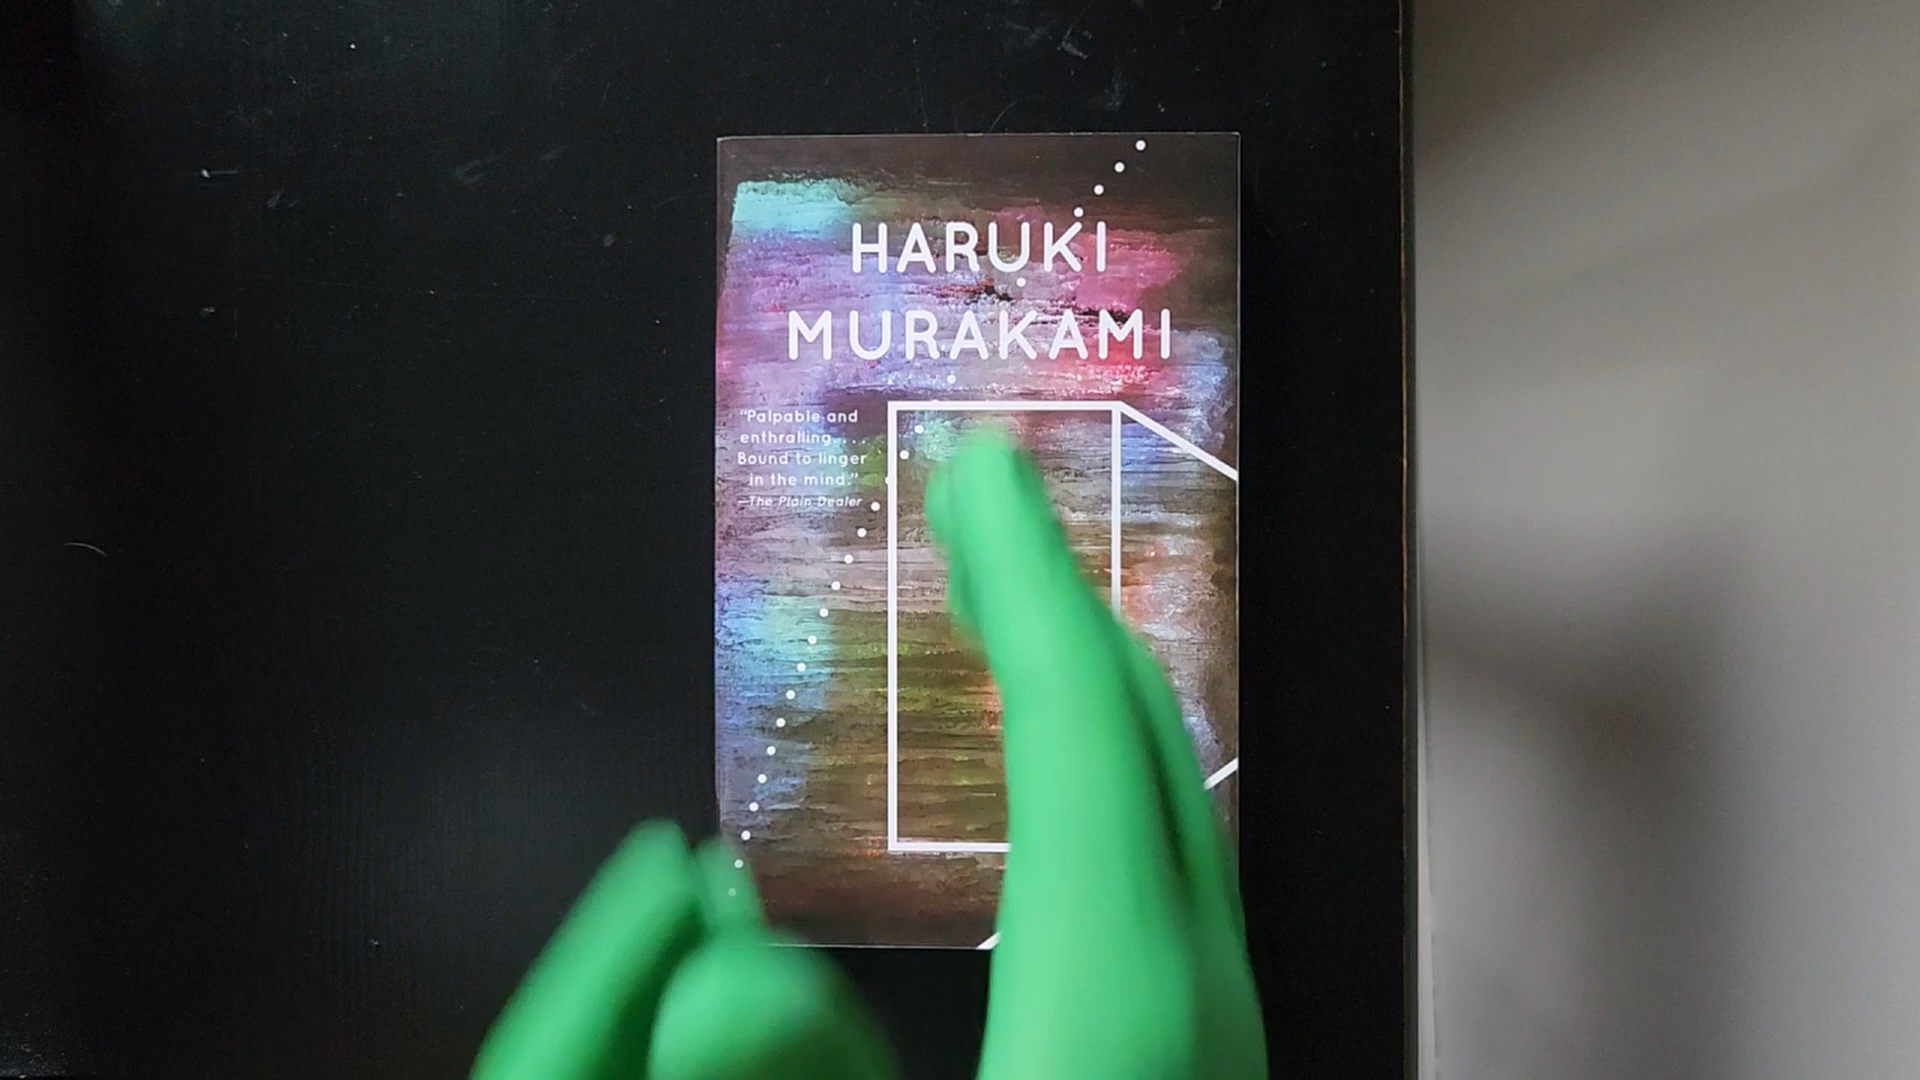 HARUKI
MURAKAMI
“Palpable and
enthralling. . . .
Bound to linger
in the mind.”
—The Plain Dealer